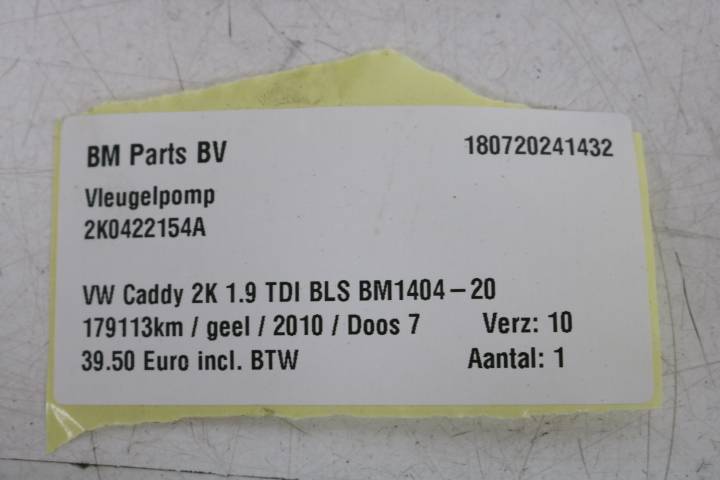 BM Parts BV 180720241432
Vleugelpomp
2K0422154A
VW Caddy 2K 1.9 TDI BLS BM1404-20
179113km / geel / 2010 / Doos 7 Verz: 10
39.50 Euro incl. BTW Aantal: 1